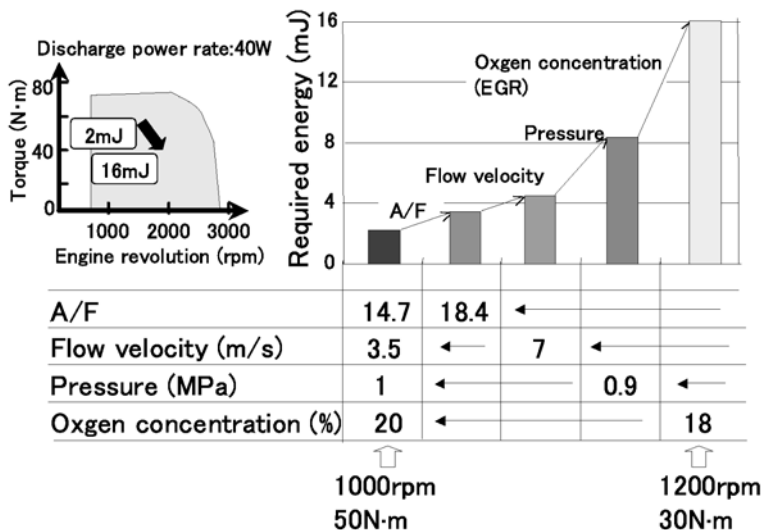 Discharge power rate:40W
Torque (N·m)
80
40
0
2mJ
16mJ
1000 2000 3000
Engine revolution (rpm)
Required energy (mJ)
16
12
8
4
0
A/F
Flow velocity
Pressure
Oxgen concentration
(EGR)
A/F 14.7 18.4
Flow velocity (m/s) 3.5 7
Pressure (MPa) 1 0.9
Oxgen concentration (%) 20 18
1000rpm
50N·m
1200rpm
30N·m